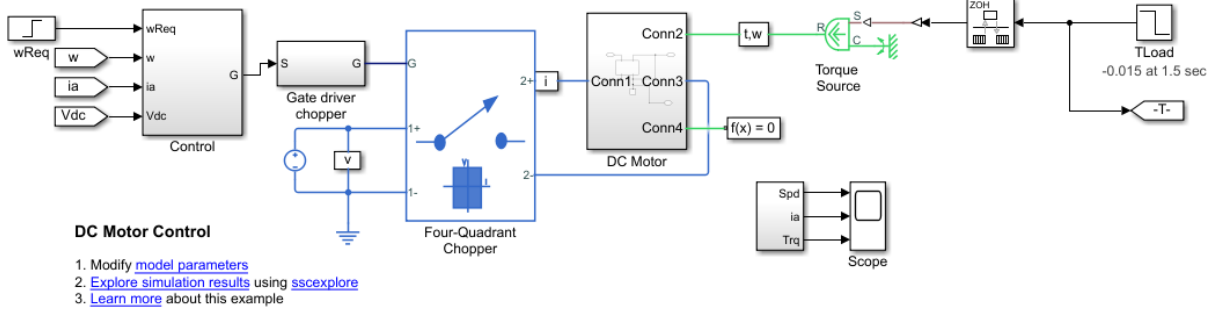 wReq
w
ia
Vdc
wReq
w
ia
Vdc
G
Control
S
G
Gate driver
chopper
v
G
1+
1-
2+
2-
Four-Quadrant
Chopper
i
Conn1
Conn2
Conn3
Conn4
DC Motor
t,w
f(x) = 0
R
S
C
Torque
Source
ZOH
TLoad
-0.015 at 1.5 sec
-T-
Spd
ia
Trq
Scope
DC Motor Control
1. Modify model parameters
2. Explore simulation results using sscexplore
3. Learn more about this example